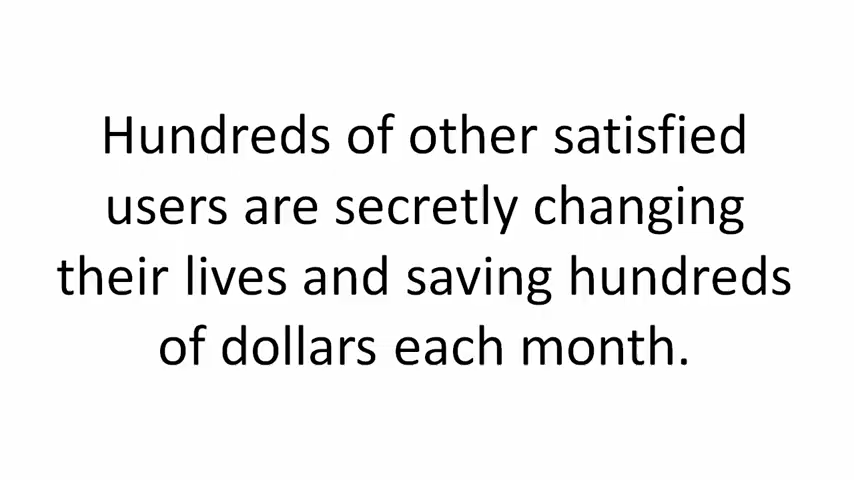 Hundreds of other satisfied
users are secretly changing
their lives and saving hundreds
of dollars each month.